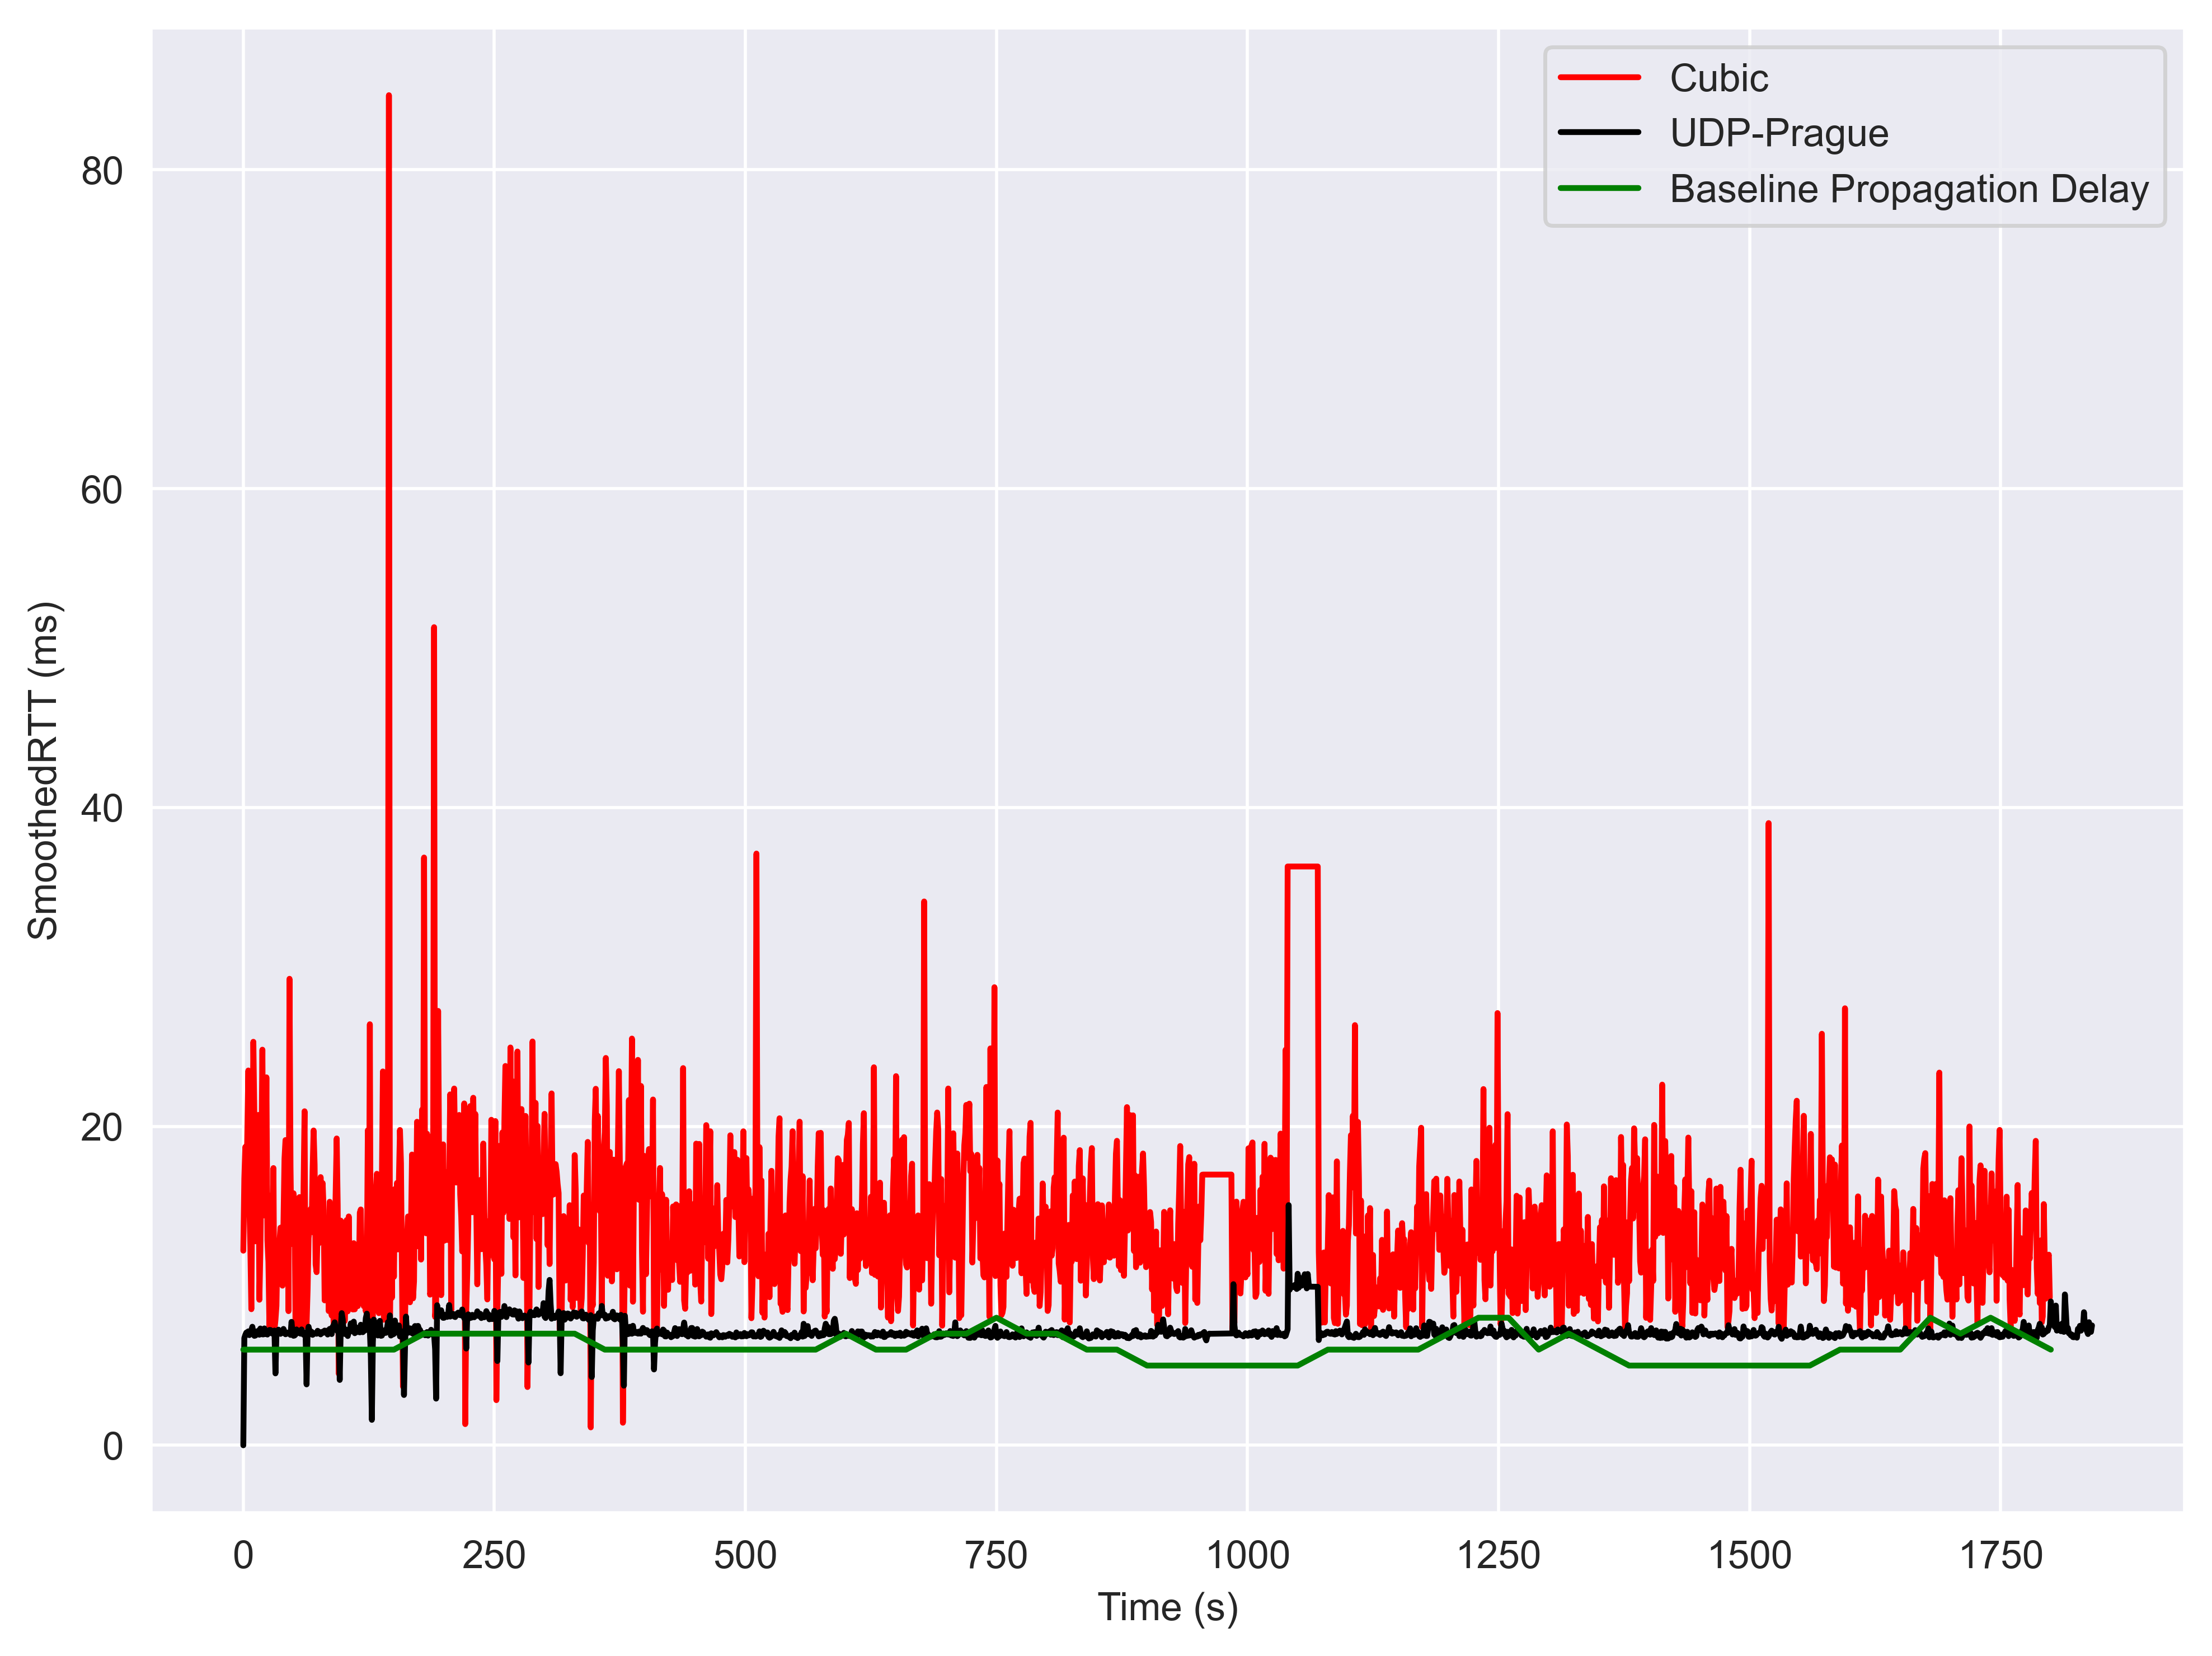 Cubic
UDP-Prague
Baseline Propagation Delay
80
60
40
20
0
SmoothedRTT (ms)
0 250 500 750 1000 1250 1500 1750
Time (s)